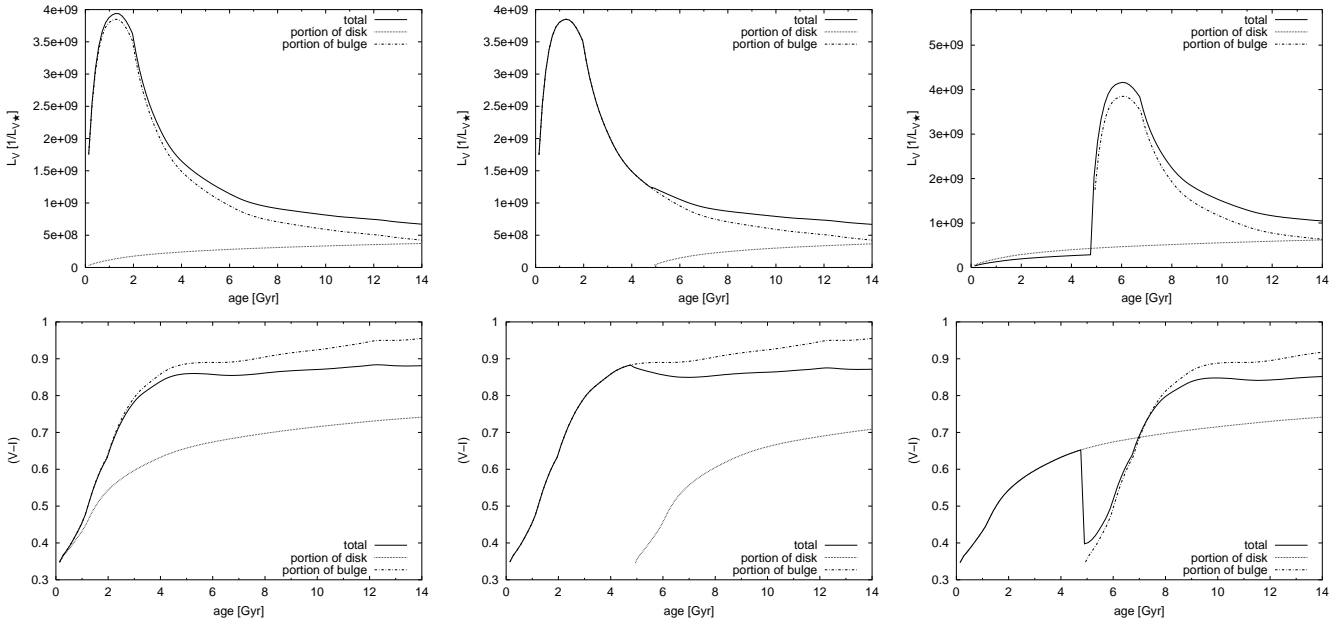 4e+09
3.5e+09
3e+09
2.5e+09
2e+09
1.5e+09
1e+09
5e+08
0
L_V [1/L_V★]
0 2 4 6 8 10 12 14
age [Gyr]
total
portion of disk
portion of bulge
4e+09
3.5e+09
3e+09
2.5e+09
2e+09
1.5e+09
1e+09
5e+08
0
L_V [1/L_V★]
0 2 4 6 8 10 12 14
age [Gyr]
total
portion of disk
portion of bulge
5e+09
4e+09
3e+09
2e+09
1e+09
0
L_V [1/L_V★]
0 2 4 6 8 10 12 14
age [Gyr]
total
portion of disk
portion of bulge
1
0.9
0.8
0.7
0.6
0.5
0.4
0.3
(V−I)
0 2 4 6 8 10 12 14
age [Gyr]
total
portion of disk
portion of bulge
1
0.9
0.8
0.7
0.6
0.5
0.4
0.3
(V−I)
0 2 4 6 8 10 12 14
age [Gyr]
total
portion of disk
portion of bulge
1
0.9
0.8
0.7
0.6
0.5
0.4
0.3
(V−I)
0 2 4 6 8 10 12 14
age [Gyr]
total
portion of disk
portion of bulge